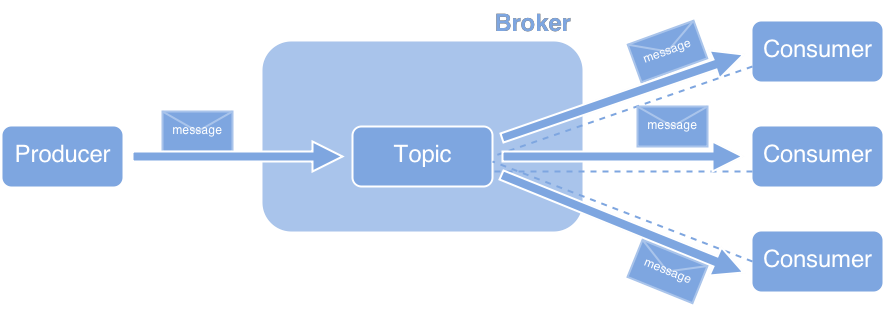 Broker
message
Consumer
message
message
Producer
Topic
Consumer
Consumer
message